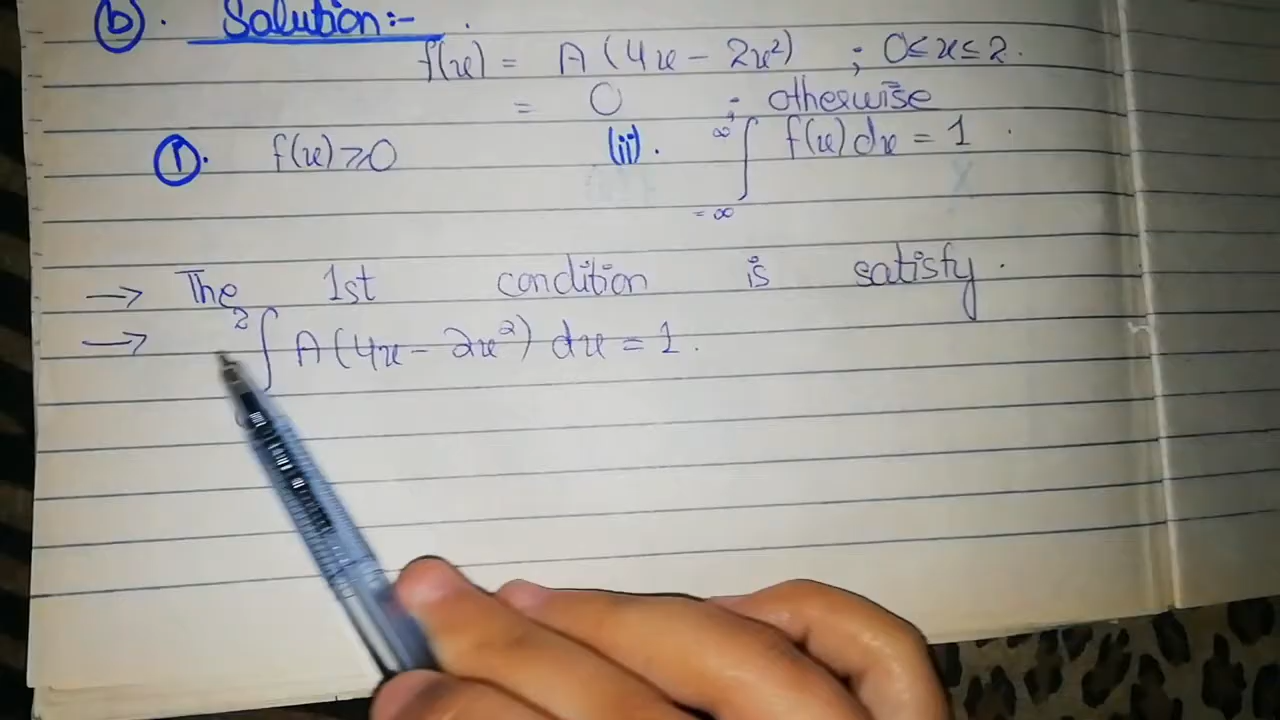 (b). Solution:-
f(x) = A (4x - 2x²) ; 0≤x≤2.
= 0 ; otherwise
①. f(x) ≥ 0 (ii). ∞∫ f(x) dx = 1
= ∞
→ The 1st condition is satisfy.
→ 2∫ A (4x - 2x²) dx = 1.